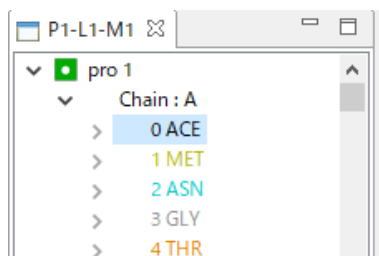 P1-L1-M1
pro 1
Chain : A
0 ACE
1 MET
2 ASN
3 GLY
4 THR